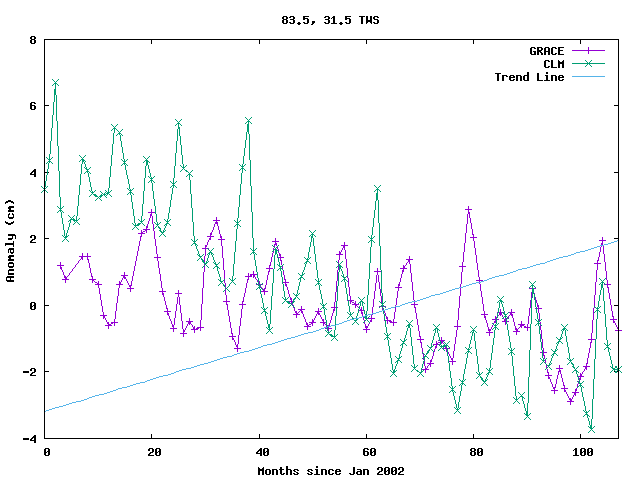 83.5, 31.5 TWS
GRACE
CLM
Trend Line
8
6
4
2
0
-2
-4
Anomaly (cm)
0 20 40 60 80 100
Months since Jan 2002